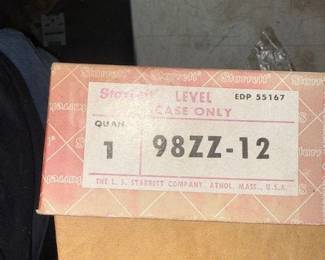 Starrett LEVEL EDP 55167
CASE ONLY
QUAN.
1 98ZZ-12
THE L. S. STARRETT COMPANY, ATHOL, MASS., U.S.A.